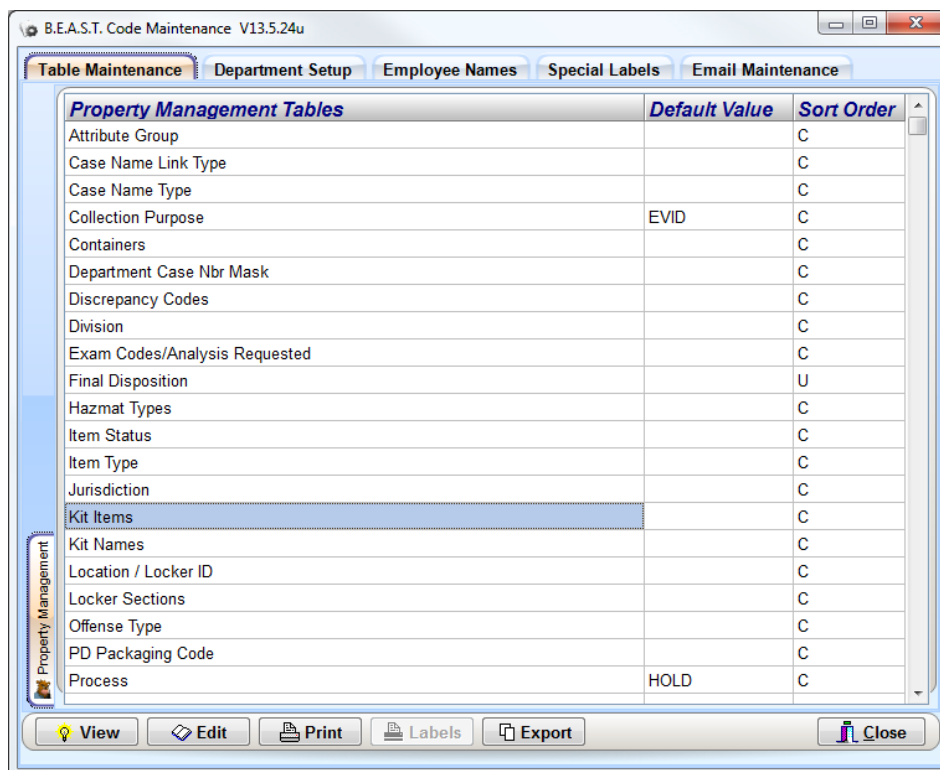 B.E.A.S.T. Code Maintenance V13.5.24u
Table Maintenance Department Setup Employee Names Special Labels Email Maintenance
Property Management Tables Default Value Sort Order
Attribute Group C
Case Name Link Type C
Case Name Type C
Collection Purpose EVID C
Containers C
Department Case Nbr Mask C
Discrepancy Codes C
Division C
Exam Codes/Analysis Requested C
Final Disposition U
Hazmat Types C
Item Status C
Item Type C
Jurisdiction C
Kit Items C
Kit Names C
Location / Locker ID C
Locker Sections C
Offense Type C
PD Packaging Code C
Process HOLD C
Property Management
View Edit Print Labels Export Close